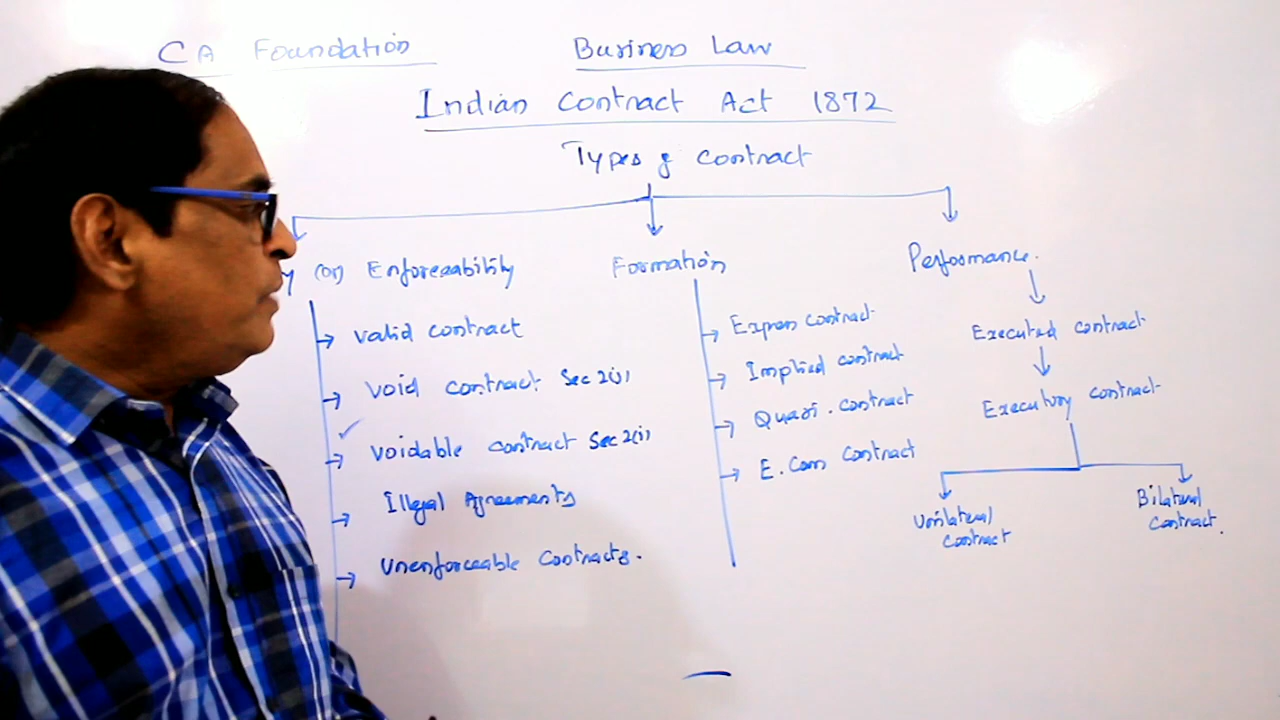 CA Foundation
Business Law
Indian Contract Act 1872
Types of contract
y (or) Enforceability
valid contract
void contract Sec 2(j)
voidable contract Sec 2(i)
Illegal Agreements
Unenforceable Contracts.
Formation
Express contract
Implied contract
Quasi. contract
E. Com contract
Performance.
Executed contract
Executory contract
Unilateral
contract
Bilateral
contract.